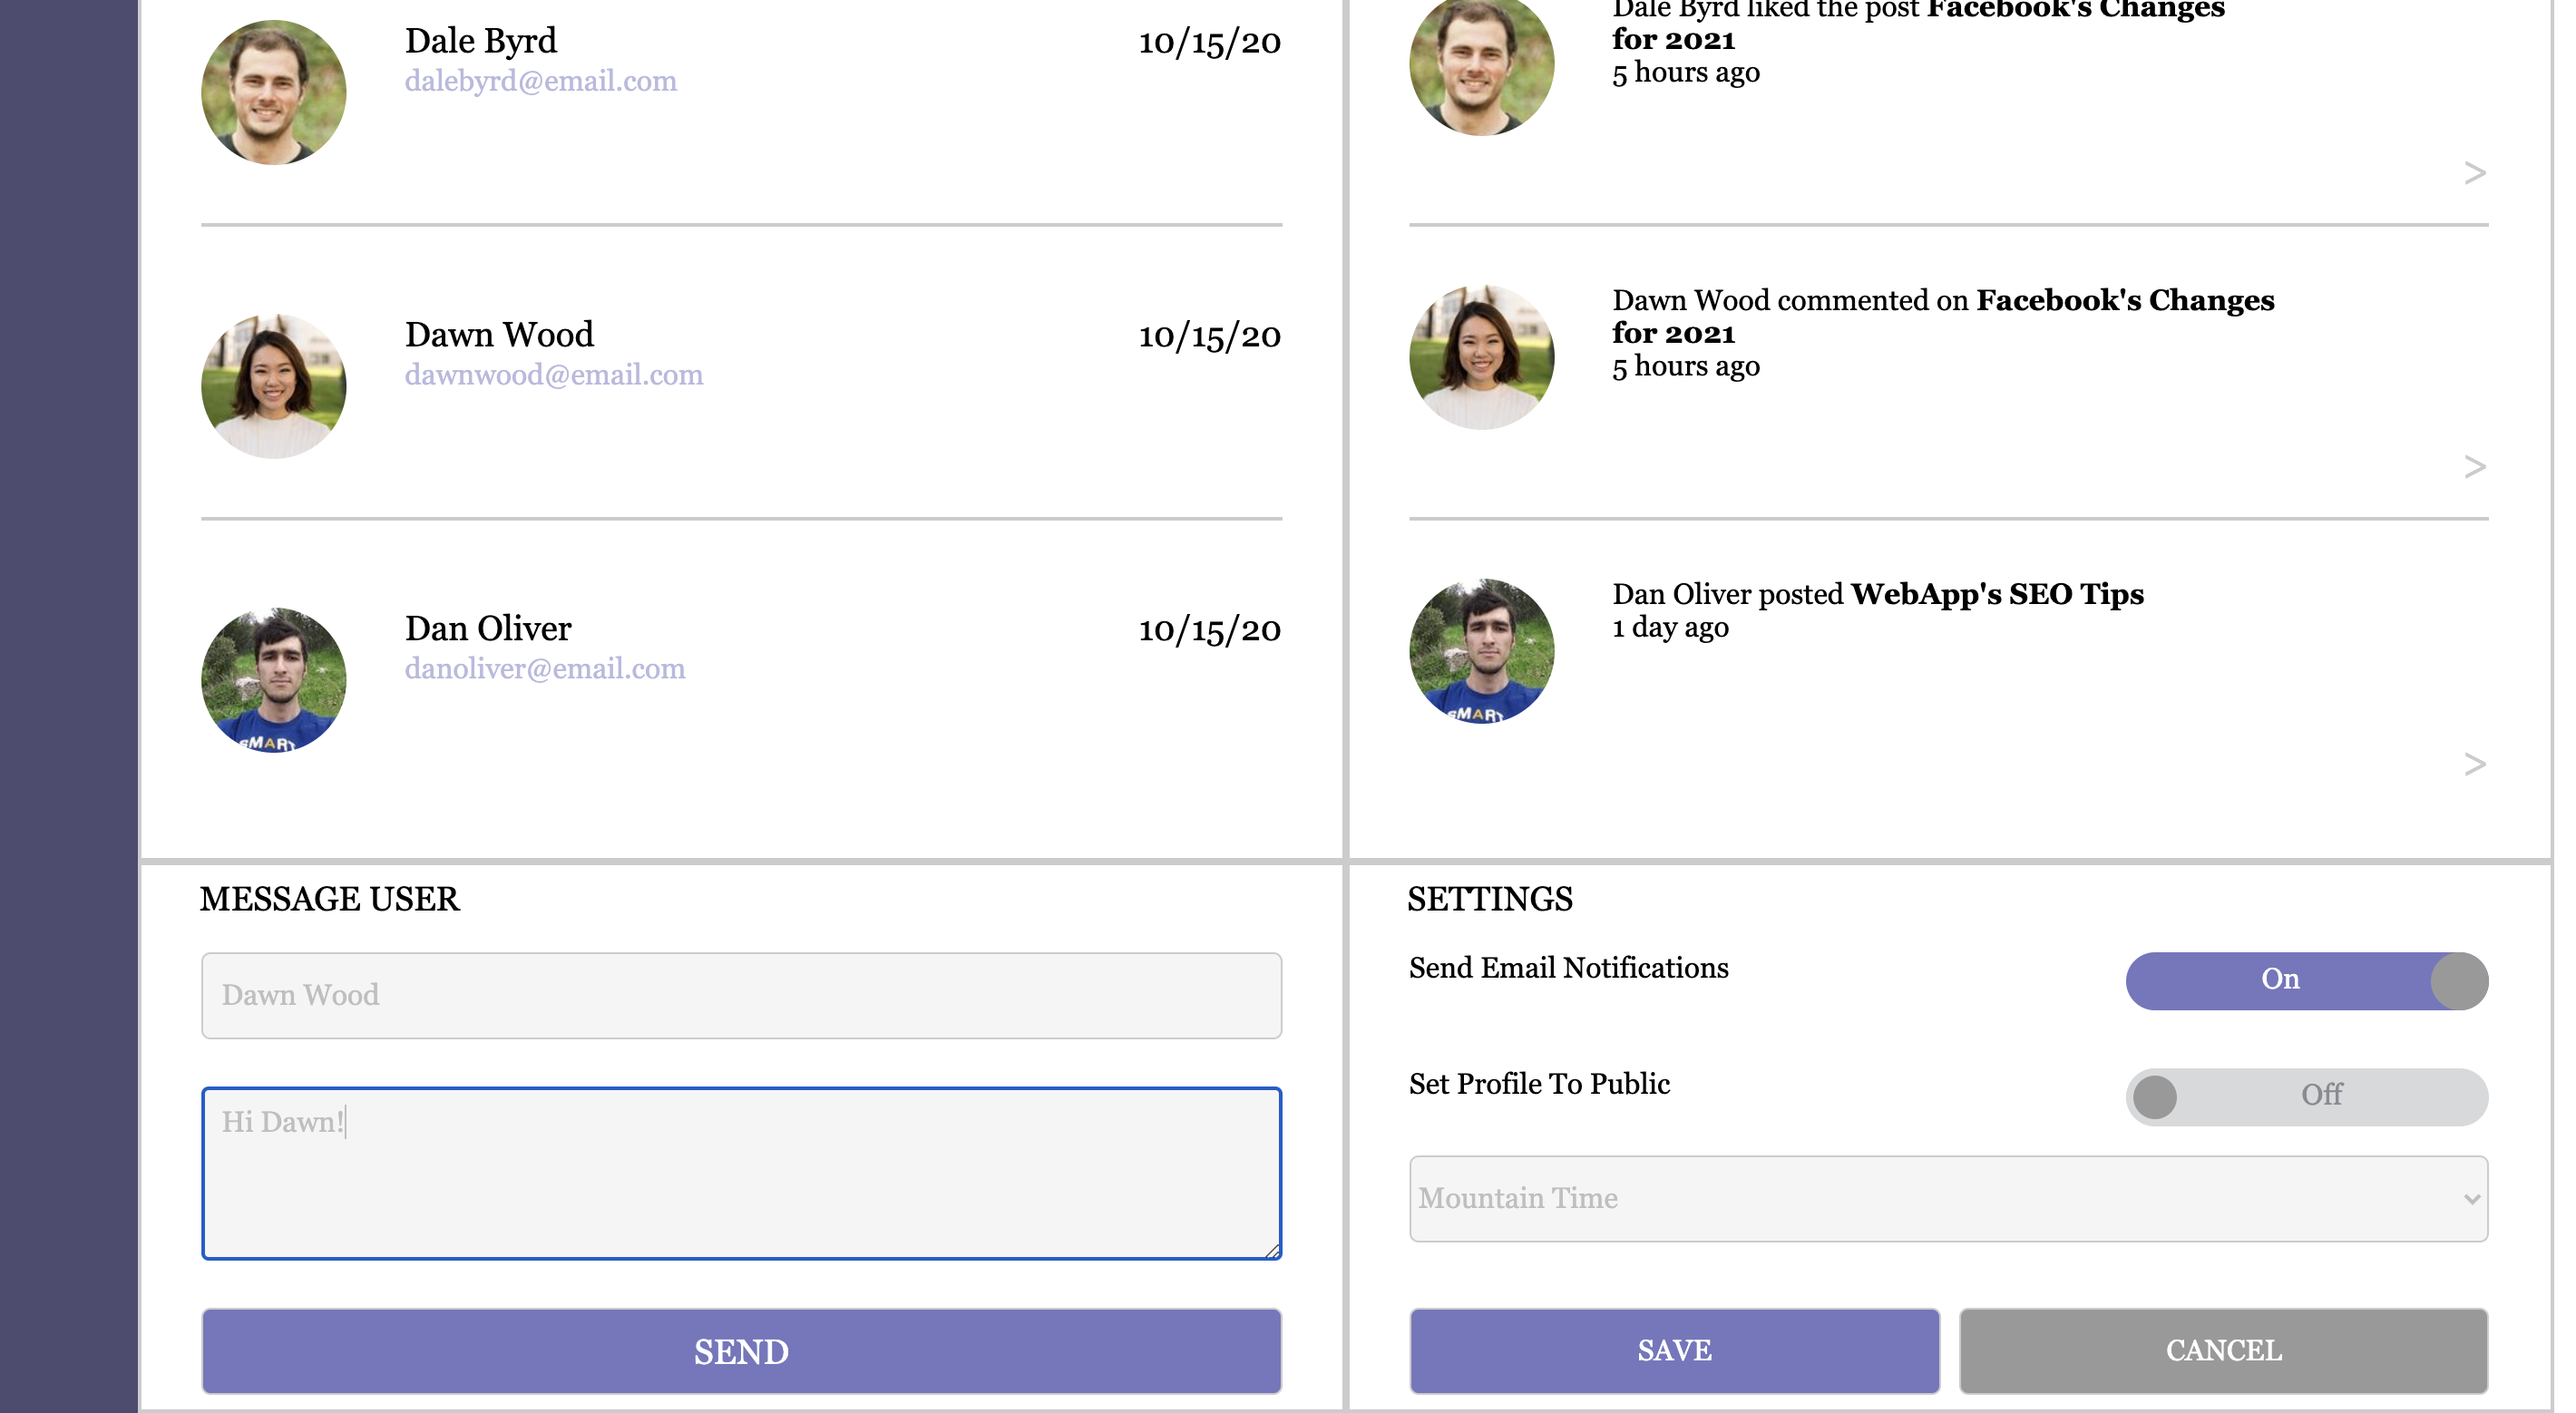 Dale Byrd
dalebyrd@email.com
10/15/20
Dawn Wood
dawnwood@email.com
10/15/20
Dan Oliver
danoliver@email.com
10/15/20
SMART
Dale Byrd liked the post Facebook's Changes
for 2021
5 hours ago
>
Dawn Wood commented on Facebook's Changes
for 2021
5 hours ago
>
Dan Oliver posted WebApp's SEO Tips
1 day ago
SMART
>
MESSAGE USER
Dawn Wood
Hi Dawn!
SEND
SETTINGS
Send Email Notifications
On
Set Profile To Public
Off
Mountain Time
SAVE
CANCEL